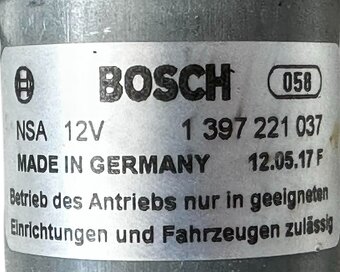 BOSCH 058
NSA 12V 1 397 221 037
MADE IN GERMANY 12.05.17 F
Betrieb des Antriebs nur in geeigneten
Einrichtungen und Fahrzeugen zulässig